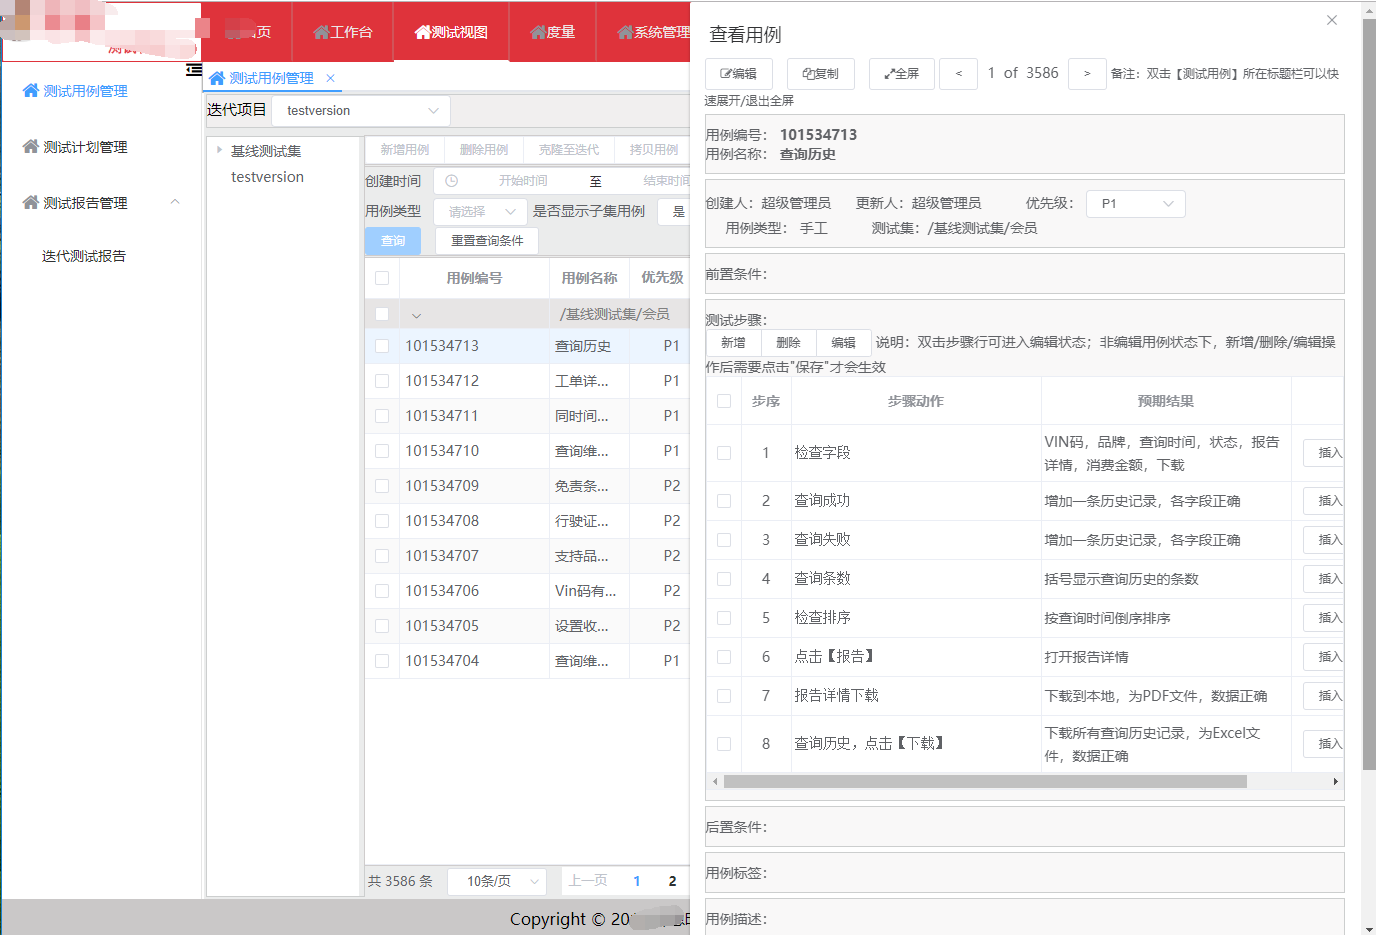 页
工作台
测试视图
度量
系统管理
测试用例管理
测试计划管理
测试报告管理
迭代测试报告
测试用例管理
迭代项目
testversion
基线测试集
testversion
新增用例 删除用例 克隆至迭代 拷贝用例
创建时间 开始时间 至 结束时间
用例类型 请选择 是否显示子集用例 是
查询 重置查询条件
用例编号 用例名称 优先级
/基线测试集/会员
101534713 查询历史 P1
101534712 工单详... P1
101534711 同时间... P1
101534710 查询维... P1
101534709 免责条... P2
101534708 行驶证... P2
101534707 支持品... P2
101534706 Vin码有... P2
101534705 设置收... P2
101534704 查询维... P1
共 3586 条 10条/页 上一页 1 2
Copyright © 20
查看用例
编辑 复制 全屏 < 1 of 3586 > 备注：双击【测试用例】所在标题栏可以快
速展开/退出全屏
用例编号： 101534713
用例名称： 查询历史
创建人：超级管理员 更新人：超级管理员 优先级： P1
用例类型： 手工 测试集：/基线测试集/会员
前置条件：
测试步骤：
新增 删除 编辑 说明：双击步骤行可进入编辑状态；非编辑用例状态下，新增/删除/编辑操
作后需要点击"保存"才会生效
步序 步骤动作 预期结果
1 检查字段 VIN码，品牌，查询时间，状态，报告
详情，消费金额，下载 插入
2 查询成功 增加一条历史记录，各字段正确 插入
3 查询失败 增加一条历史记录，各字段正确 插入
4 查询条数 括号显示查询历史的条数 插入
5 检查排序 按查询时间倒序排序 插入
6 点击【报告】 打开报告详情 插入
7 报告详情下载 下载到本地，为PDF文件，数据正确 插入
8 查询历史，点击【下载】 下载所有查询历史记录，为Excel文
件，数据正确 插入
后置条件：
用例标签：
用例描述：